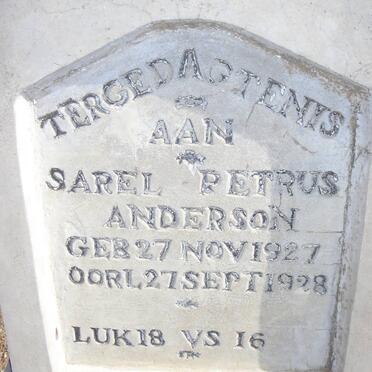 TERGEDAGTENIS
AAN
SAREL PETRUS
ANDERSON
GEB 27 NOV 1927
OORL 27 SEPT 1928
LUK 18 VS 16